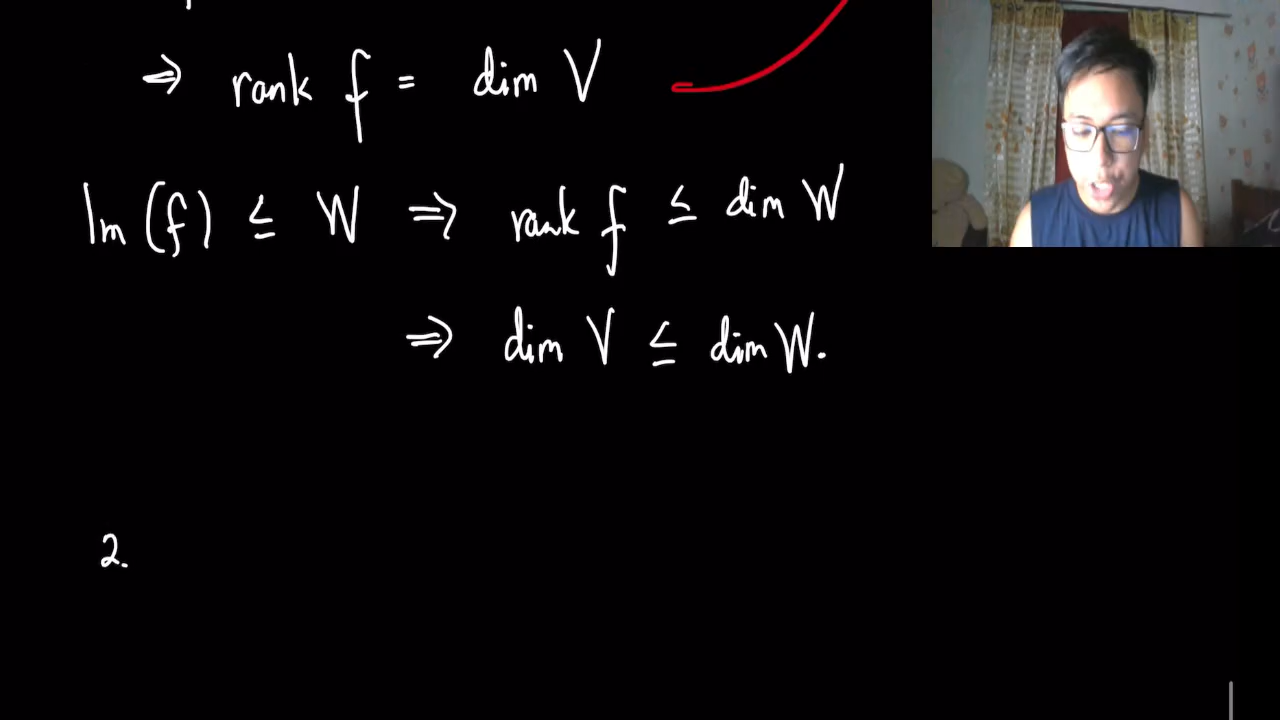 ⇒ rank f = dim V
Im (f) ≤ W ⇒ rank f ≤ dim W
⇒ dim V ≤ dim W.
2.